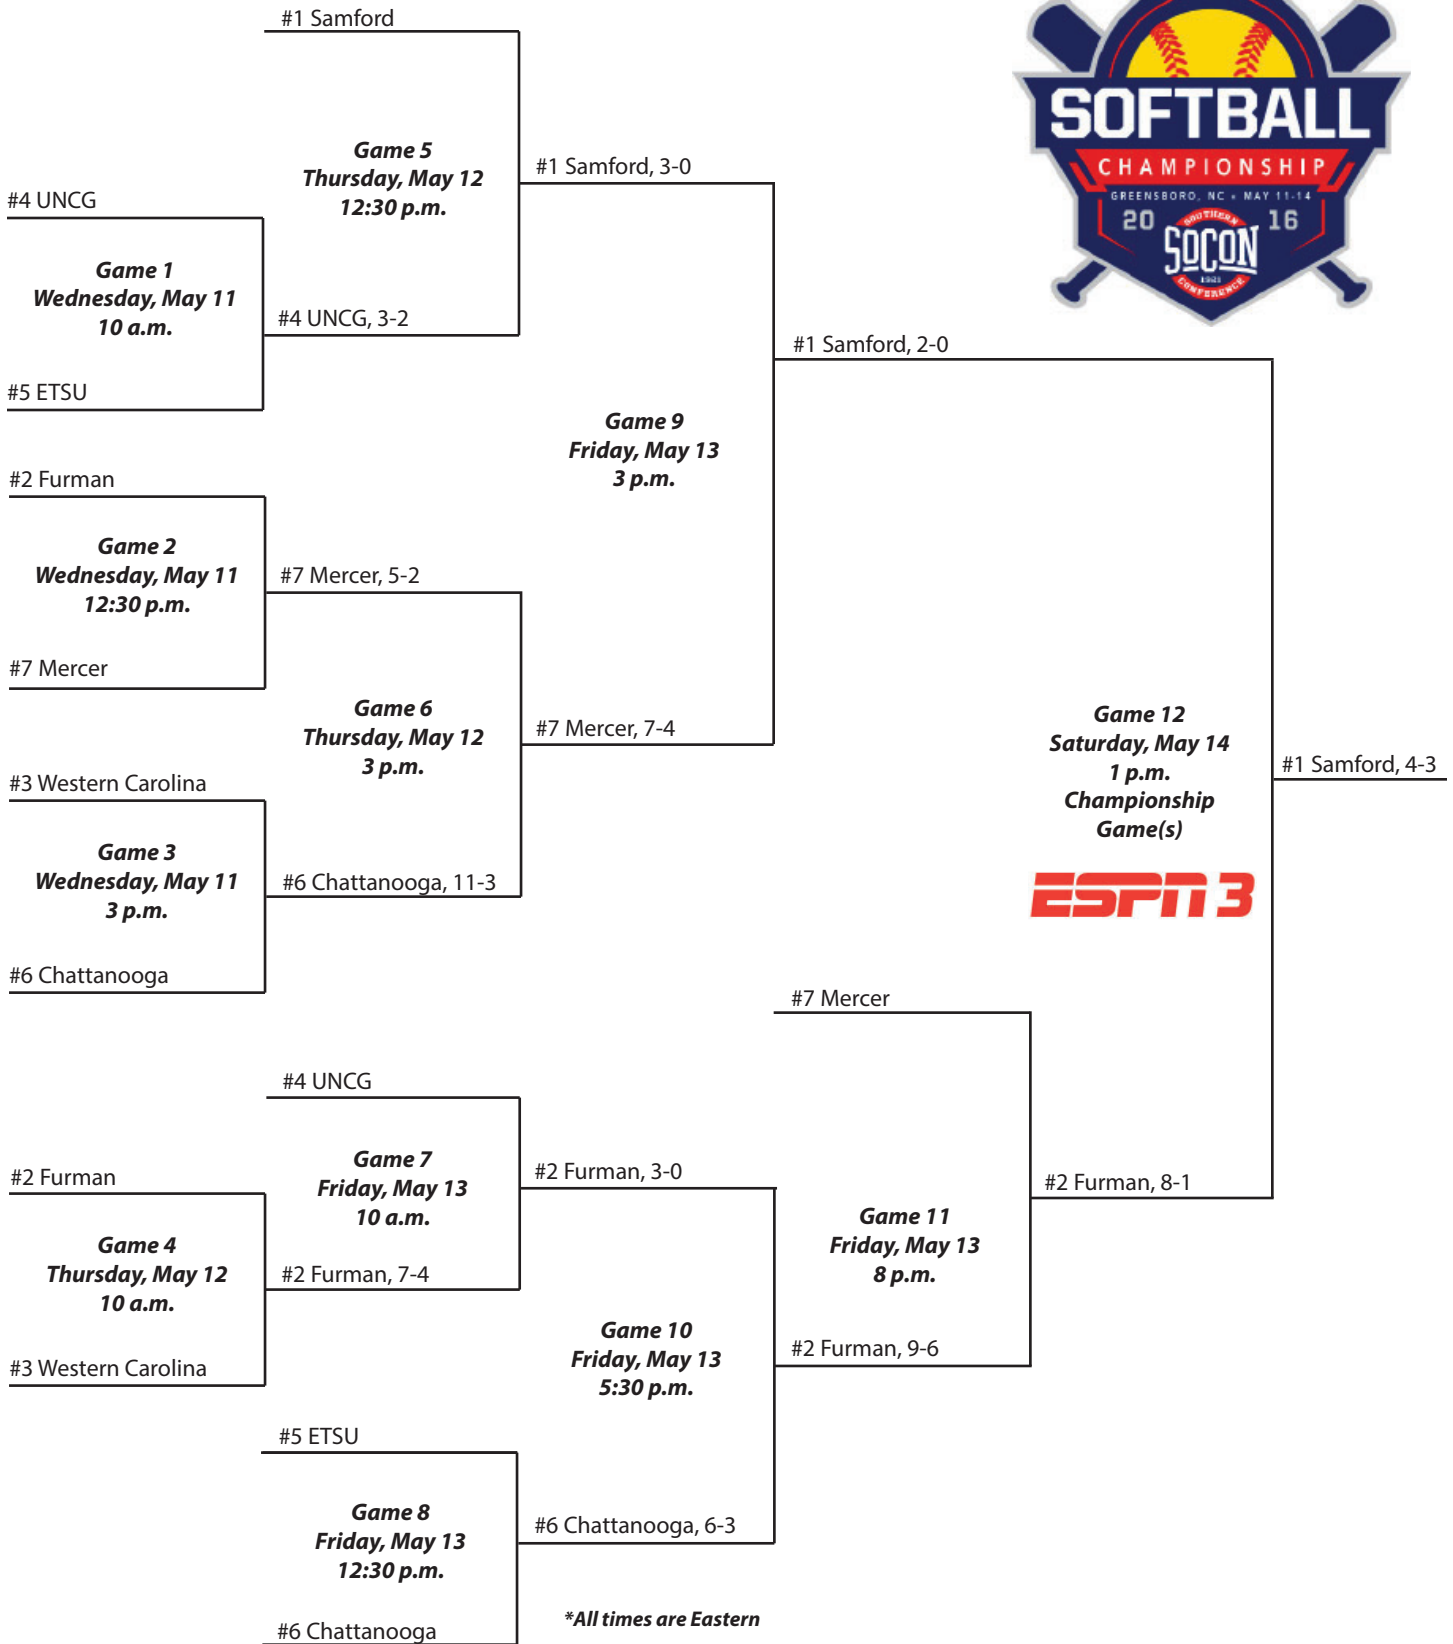 #1 Samford
SOFTBALL
CHAMPIONSHIP
GREENSBORO, NC • MAY 11-14
20 16
SOUTHERN
SOCON
1921
CONFERENCE
Game 5
Thursday, May 12
12:30 p.m.
#1 Samford, 3-0
#4 UNCG
Game 1
Wednesday, May 11
10 a.m.
#4 UNCG, 3-2
#5 ETSU
#1 Samford, 2-0
Game 9
Friday, May 13
3 p.m.
#2 Furman
Game 2
Wednesday, May 11
12:30 p.m.
#7 Mercer, 5-2
#7 Mercer
Game 6
Thursday, May 12
3 p.m.
#7 Mercer, 7-4
#3 Western Carolina
Game 3
Wednesday, May 11
3 p.m.
#6 Chattanooga, 11-3
#6 Chattanooga
Game 12
Saturday, May 14
1 p.m.
Championship
Game(s)
ESPN 3
#1 Samford, 4-3
#7 Mercer
#4 UNCG
Game 7
Friday, May 13
10 a.m.
#2 Furman, 3-0
#2 Furman
Game 4
Thursday, May 12
10 a.m.
#2 Furman, 7-4
#3 Western Carolina
Game 11
Friday, May 13
8 p.m.
#2 Furman, 8-1
Game 10
Friday, May 13
5:30 p.m.
#2 Furman, 9-6
#5 ETSU
Game 8
Friday, May 13
12:30 p.m.
#6 Chattanooga, 6-3
#6 Chattanooga
*All times are Eastern